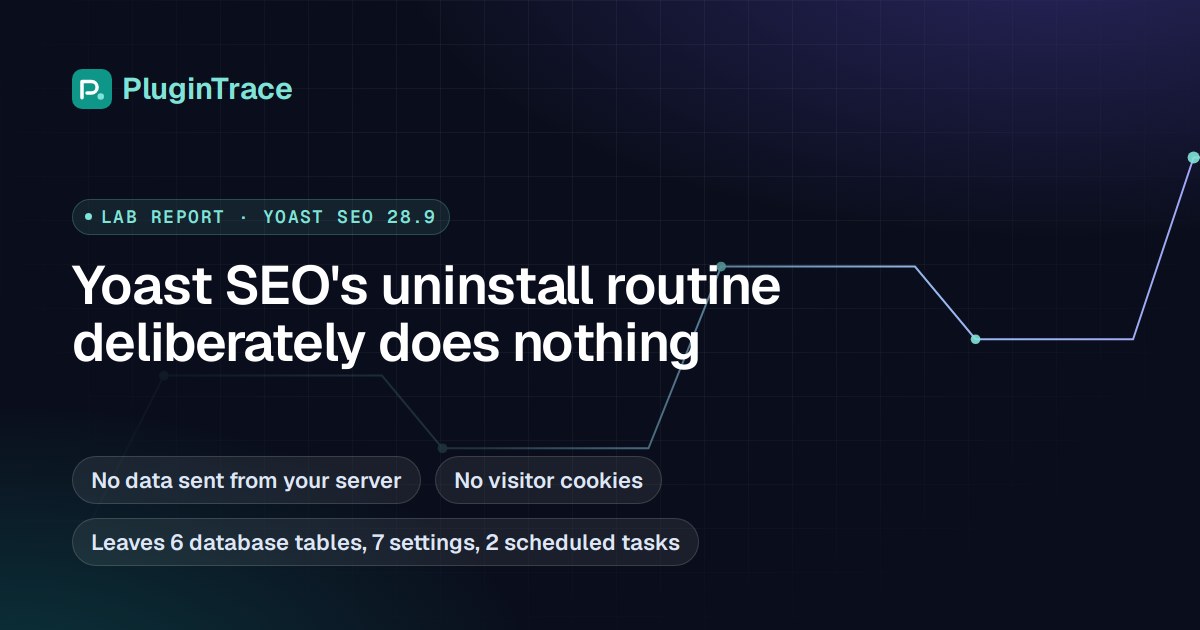 PluginTrace
LAB REPORT · YOAST SEO 28.9
Yoast SEO's uninstall routine
deliberately does nothing
No data sent from your server
No visitor cookies
Leaves 6 database tables, 7 settings, 2 scheduled tasks